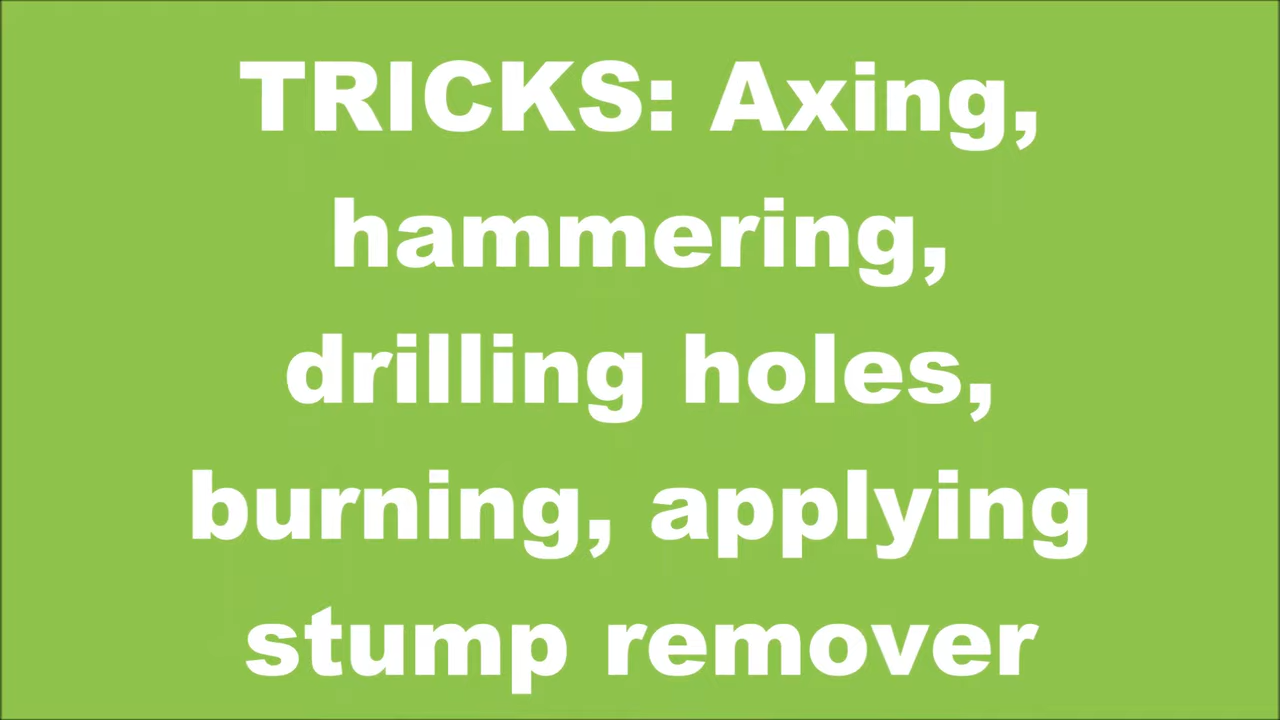 TRICKS: Axing,
hammering,
drilling holes,
burning, applying
stump remover